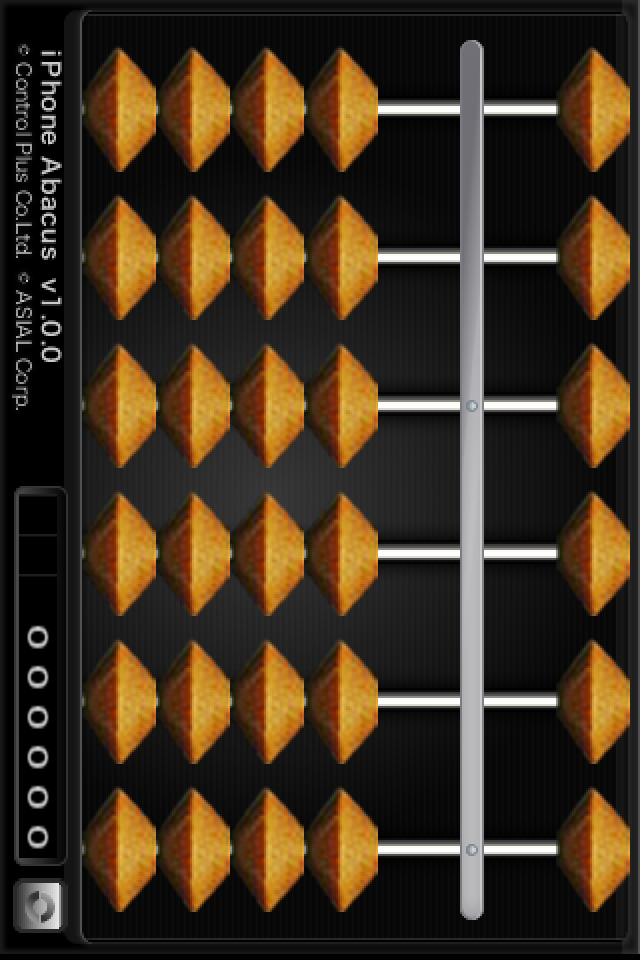 iPhone Abacus v1.0.0
© Control Plus Co.Ltd. © ASIAL Corp.
000000